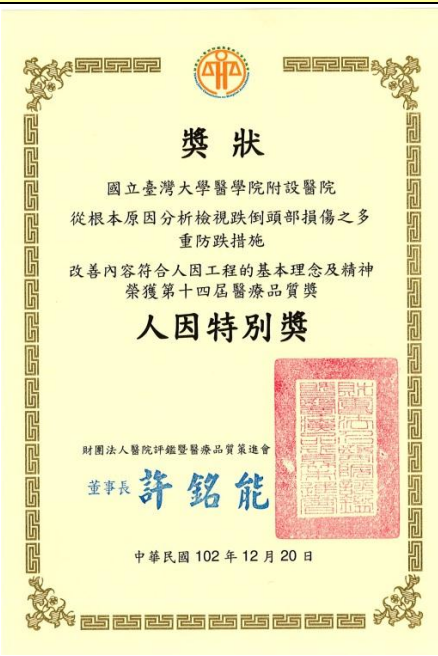 獎狀
國立臺灣大學醫學院附設醫院
從根本原因分析檢視跌倒頭部損傷之多
重防跌措施
改善內容符合人因工程的基本理念及精神
榮獲第十四屆醫療品質獎
人因特別獎
財團法人醫院評鑑暨醫療品質策進會
董事長 許銘能
中華民國 102 年 12 月 20 日